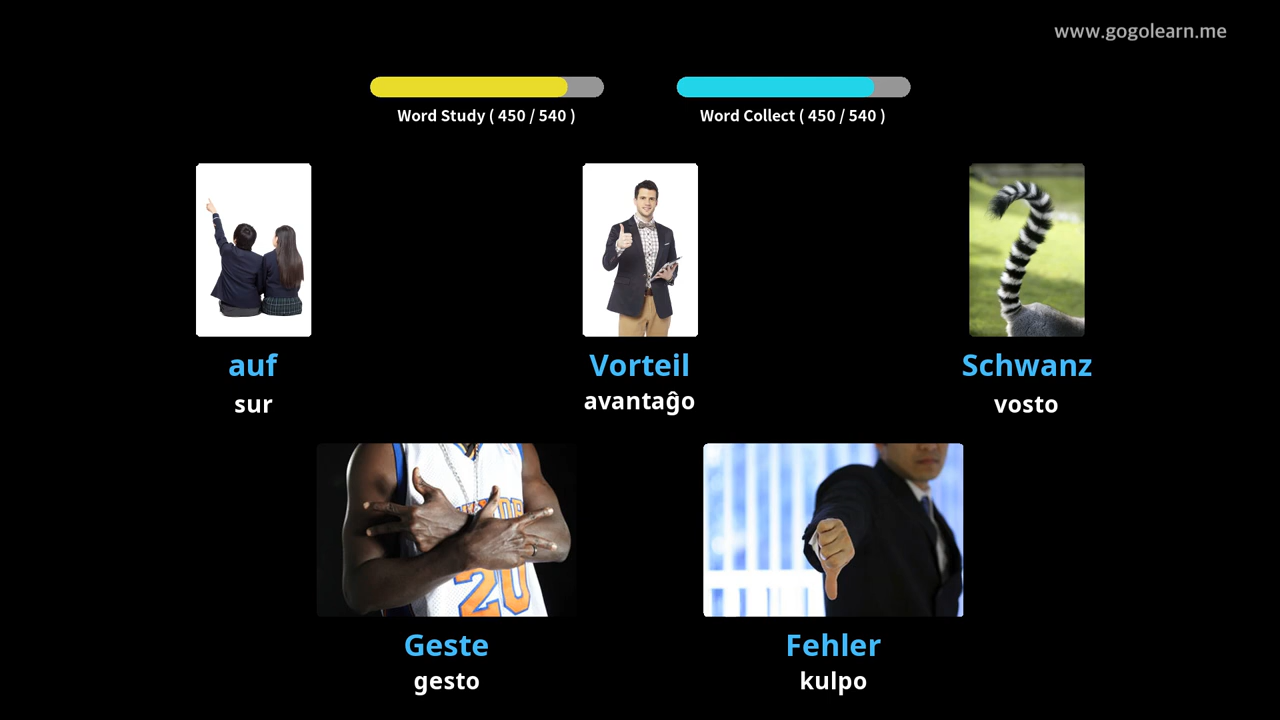 www.gogolearn.me
Word Study ( 450 / 540 )
Word Collect ( 450 / 540 )
auf
sur
Vorteil
avantaĝo
Schwanz
vosto
20
Geste
gesto
Fehler
kulpo